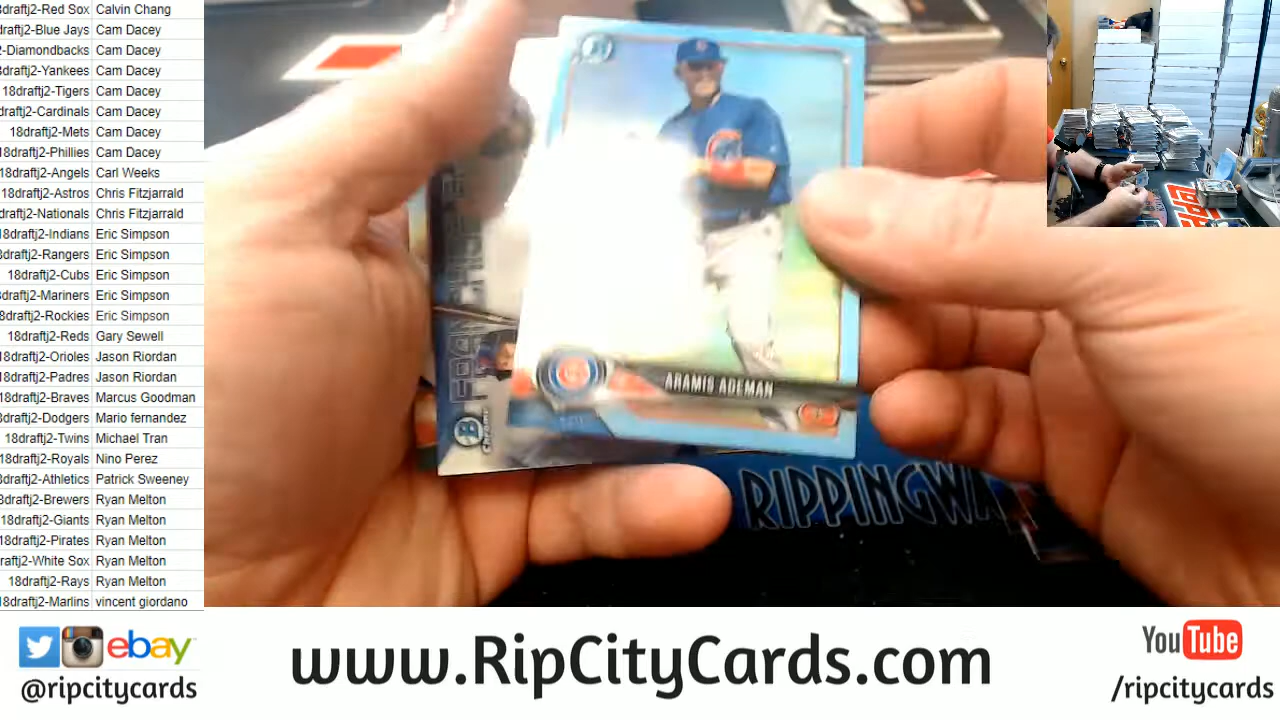 8draftj2-Red Sox Calvin Chang
draftj2-Blue Jays Cam Dacey
2-Diamondbacks Cam Dacey
8draftj2-Yankees Cam Dacey
18draftj2-Tigers Cam Dacey
draftj2-Cardinals Cam Dacey
18draftj2-Mets Cam Dacey
18draftj2-Phillies Cam Dacey
18draftj2-Angels Carl Weeks
18draftj2-Astros Chris Fitzjarrald
draftj2-Nationals Chris Fitzjarrald
18draftj2-Indians Eric Simpson
8draftj2-Rangers Eric Simpson
18draftj2-Cubs Eric Simpson
draftj2-Mariners Eric Simpson
8draftj2-Rockies Eric Simpson
18draftj2-Reds Gary Sewell
18draftj2-Orioles Jason Riordan
18draftj2-Padres Jason Riordan
18draftj2-Braves Marcus Goodman
8draftj2-Dodgers Mario fernandez
18draftj2-Twins Michael Tran
18draftj2-Royals Nino Perez
8draftj2-Athletics Patrick Sweeney
8draftj2-Brewers Ryan Melton
18draftj2-Giants Ryan Melton
18draftj2-Pirates Ryan Melton
raftj2-White Sox Ryan Melton
18draftj2-Rays Ryan Melton
18draftj2-Marlins vincent giordano
ARAMIS ADEMAN
Chrome
RIPPINGWA
ebay
@ripcitycards
www.RipCityCards.com
YouTube
/ripcitycards